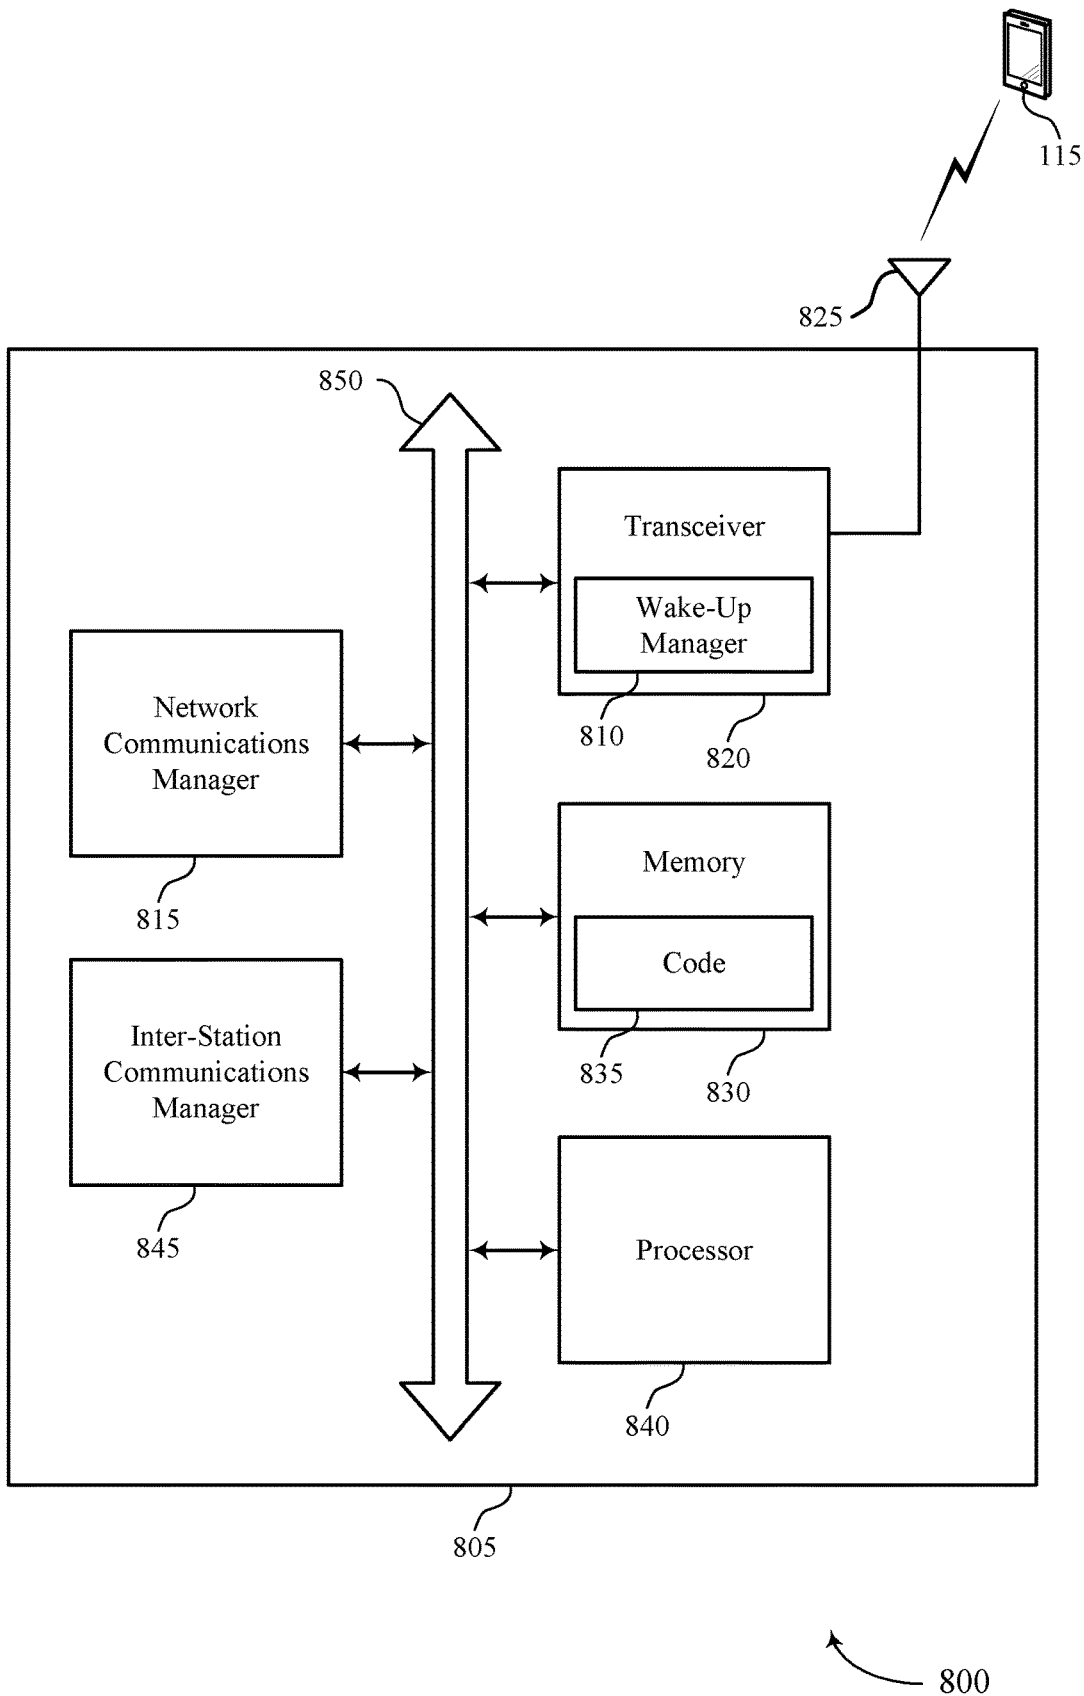 115
825
850
Transceiver
Wake-Up
Manager
810
820
Network
Communications
Manager
815
Memory
Code
835
830
Inter-Station
Communications
Manager
845
Processor
840
805
800